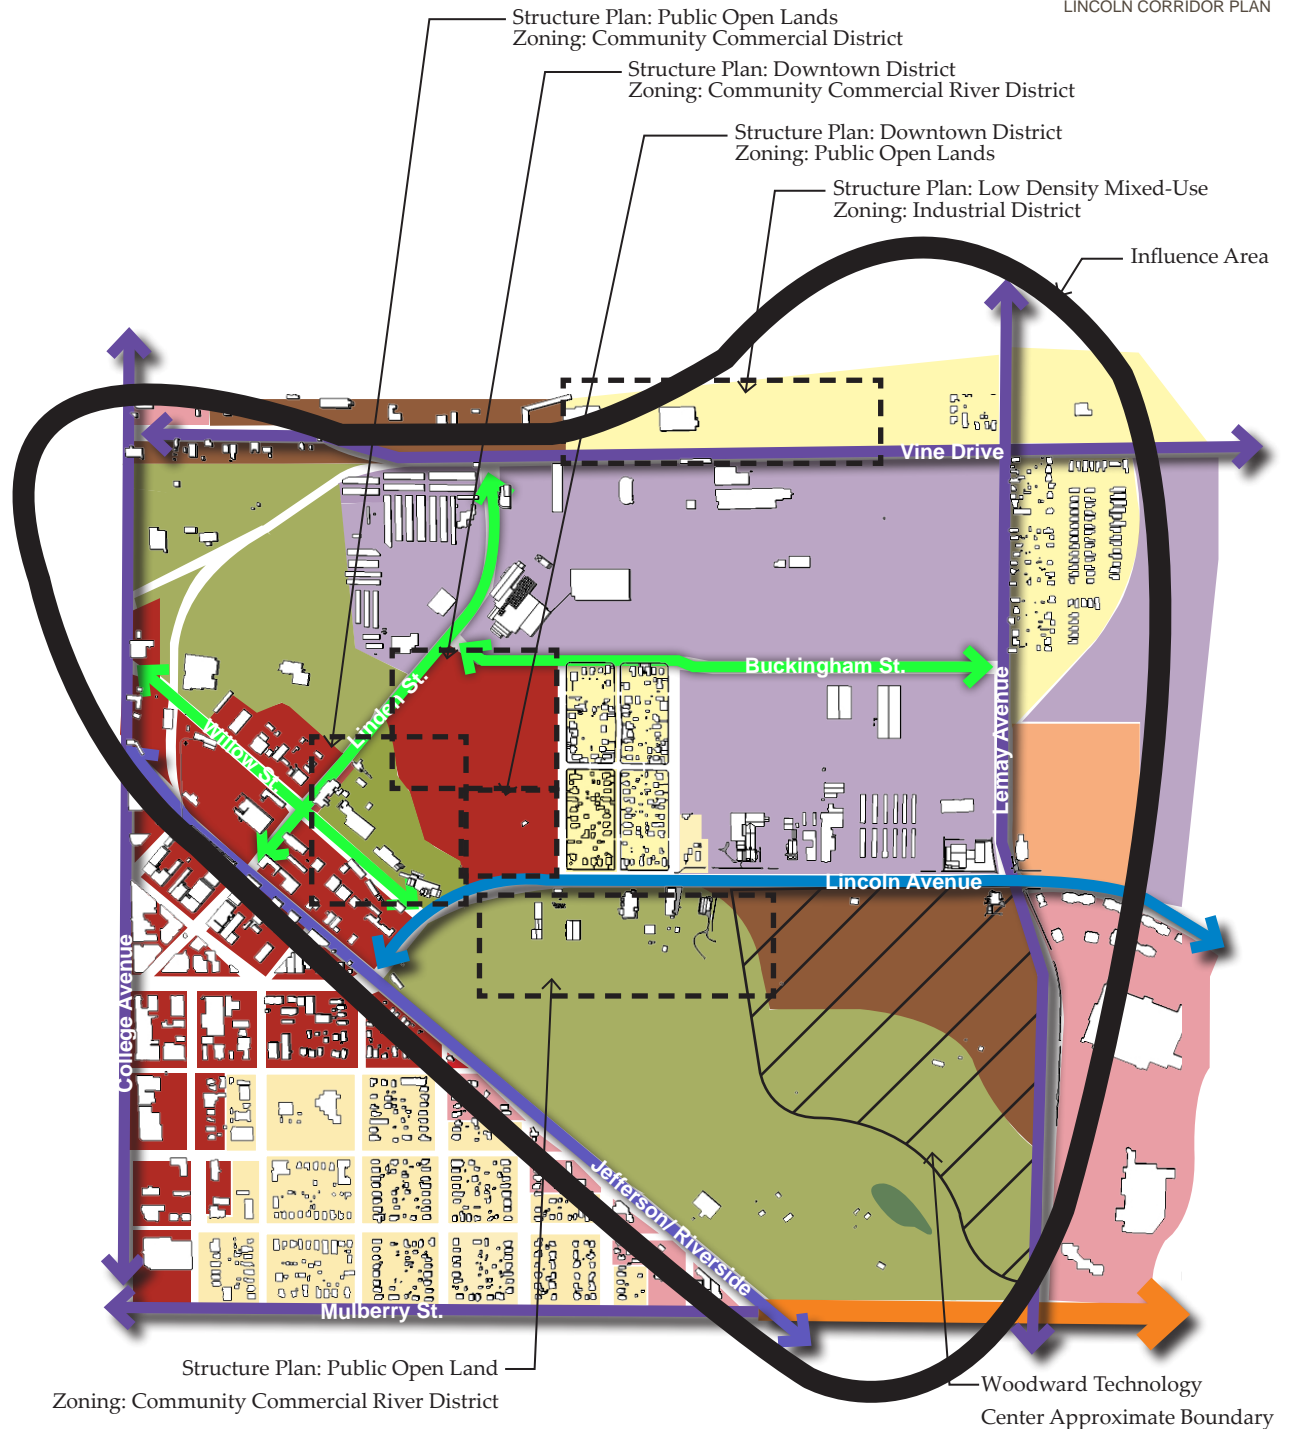 LINCOLN CORRIDOR PLAN
Structure Plan: Public Open Lands
Zoning: Community Commercial District
Structure Plan: Downtown District
Zoning: Community Commercial River District
Structure Plan: Downtown District
Zoning: Public Open Lands
Structure Plan: Low Density Mixed-Use
Zoning: Industrial District
Influence Area
Vine Drive
Buckingham St.
Linden St.
Willow St.
Lemay Avenue
Lincoln Avenue
College Avenue
Jefferson/ Riverside
Mulberry St.
Structure Plan: Public Open Land
Zoning: Community Commercial River District
Woodward Technology
Center Approximate Boundary